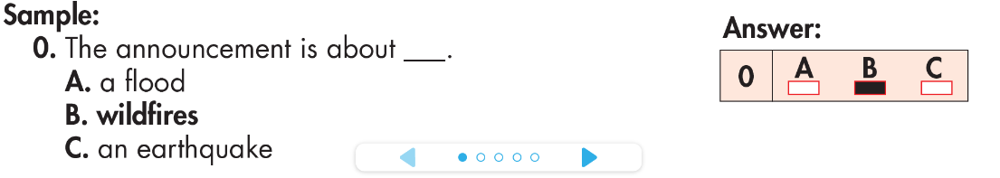 Sample:
0. The announcement is about ___.
A. a flood
B. wildfires
C. an earthquake
Answer:
0 A B C